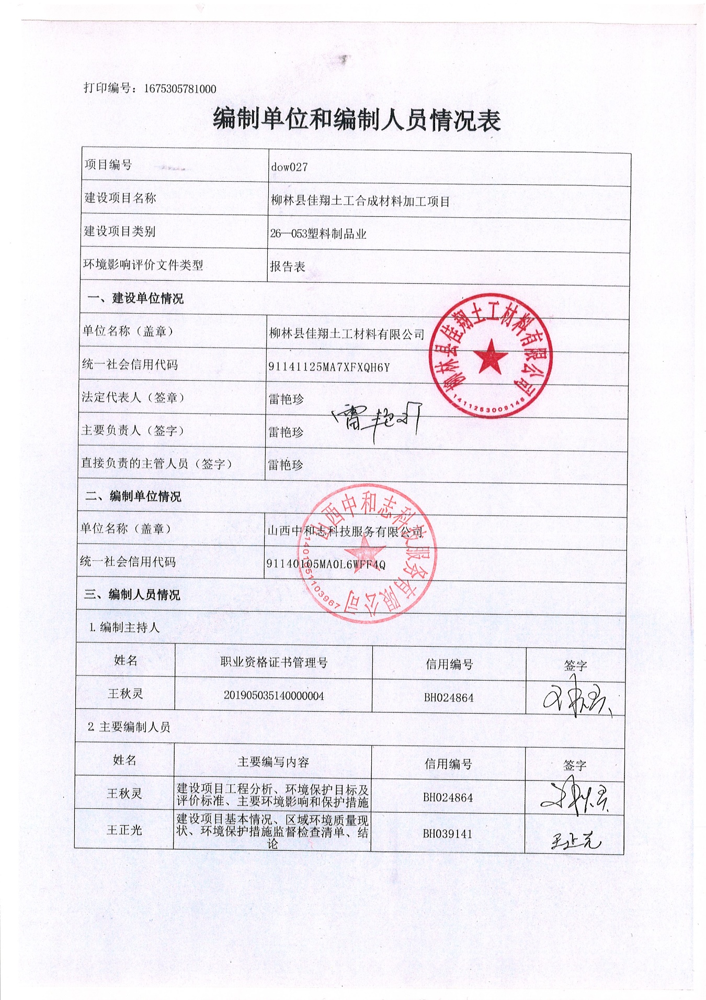 打印编号：1675305781000
编制单位和编制人员情况表
项目编号 dow027
建设项目名称 柳林县佳翔土工合成材料加工项目
建设项目类别 26—053塑料制品业
环境影响评价文件类型 报告表
一、建设单位情况
单位名称（盖章） 柳林县佳翔土工材料有限公司
统一社会信用代码 91141125MA7XFXQH6Y
法定代表人（签章） 雷艳珍
主要负责人（签字） 雷艳珍
雷艳珍
直接负责的主管人员（签字） 雷艳珍
柳林县佳翔土工材料有限公司
1411253009146
二、编制单位情况
单位名称（盖章） 山西中和志科技服务有限公司
统一社会信用代码 91140105MA0L6WFF4Q
山西中和志科技服务有限公司
1401051103967
三、编制人员情况
1. 编制主持人
姓名 职业资格证书管理号 信用编号 签字
王秋灵 201905035140000004 BH024864 王秋灵
2. 主要编制人员
姓名 主要编写内容 信用编号 签字
王秋灵 建设项目工程分析、环境保护目标及 BH024864 王秋灵
评价标准、主要环境影响和保护措施
建设项目基本情况、区域环境质量现
王正光 状、环境保护措施监督检查清单、结 BH039141 王正光
论